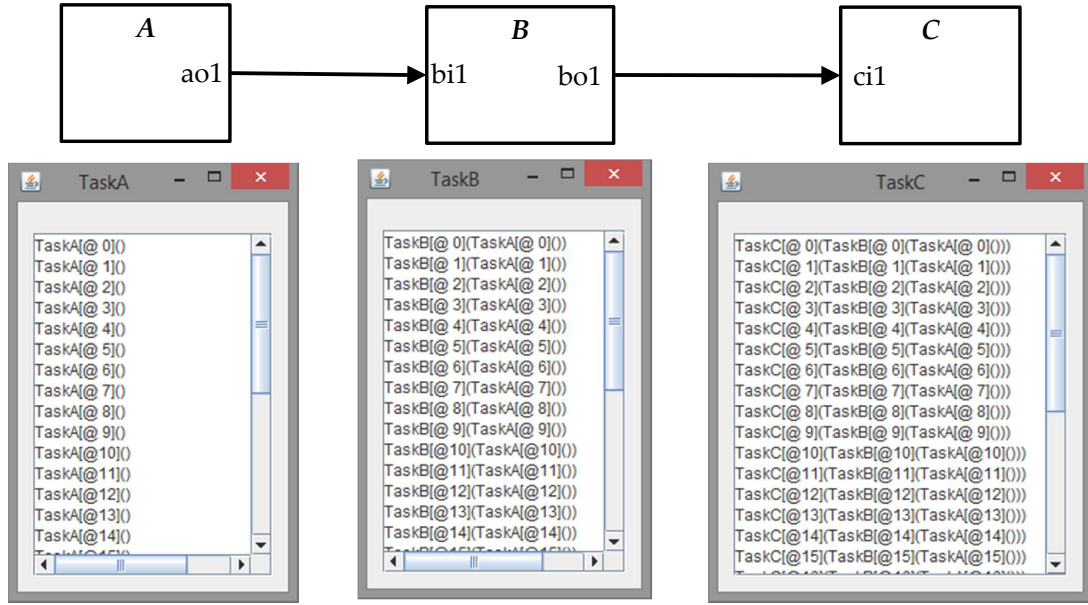 A
B
C
ao1
bi1
bo1
ci1
TaskA
TaskA[@ 0]()
TaskA[@ 1]()
TaskA[@ 2]()
TaskA[@ 3]()
TaskA[@ 4]()
TaskA[@ 5]()
TaskA[@ 6]()
TaskA[@ 7]()
TaskA[@ 8]()
TaskA[@ 9]()
TaskA[@10]()
TaskA[@11]()
TaskA[@12]()
TaskA[@13]()
TaskA[@14]()
TaskA[@15]()
TaskB
TaskB[@ 0](TaskA[@ 0]())
TaskB[@ 1](TaskA[@ 1]())
TaskB[@ 2](TaskA[@ 2]())
TaskB[@ 3](TaskA[@ 3]())
TaskB[@ 4](TaskA[@ 4]())
TaskB[@ 5](TaskA[@ 5]())
TaskB[@ 6](TaskA[@ 6]())
TaskB[@ 7](TaskA[@ 7]())
TaskB[@ 8](TaskA[@ 8]())
TaskB[@ 9](TaskA[@ 9]())
TaskB[@10](TaskA[@10]())
TaskB[@11](TaskA[@11]())
TaskB[@12](TaskA[@12]())
TaskB[@13](TaskA[@13]())
TaskB[@14](TaskA[@14]())
TaskB[@15](TaskA[@15]())
TaskC
TaskC[@ 0](TaskB[@ 0](TaskA[@ 0]()))
TaskC[@ 1](TaskB[@ 1](TaskA[@ 1]()))
TaskC[@ 2](TaskB[@ 2](TaskA[@ 2]()))
TaskC[@ 3](TaskB[@ 3](TaskA[@ 3]()))
TaskC[@ 4](TaskB[@ 4](TaskA[@ 4]()))
TaskC[@ 5](TaskB[@ 5](TaskA[@ 5]()))
TaskC[@ 6](TaskB[@ 6](TaskA[@ 6]()))
TaskC[@ 7](TaskB[@ 7](TaskA[@ 7]()))
TaskC[@ 8](TaskB[@ 8](TaskA[@ 8]()))
TaskC[@ 9](TaskB[@ 9](TaskA[@ 9]()))
TaskC[@10](TaskB[@10](TaskA[@10]()))
TaskC[@11](TaskB[@11](TaskA[@11]()))
TaskC[@12](TaskB[@12](TaskA[@12]()))
TaskC[@13](TaskB[@13](TaskA[@13]()))
TaskC[@14](TaskB[@14](TaskA[@14]()))
TaskC[@15](TaskB[@15](TaskA[@15]()))